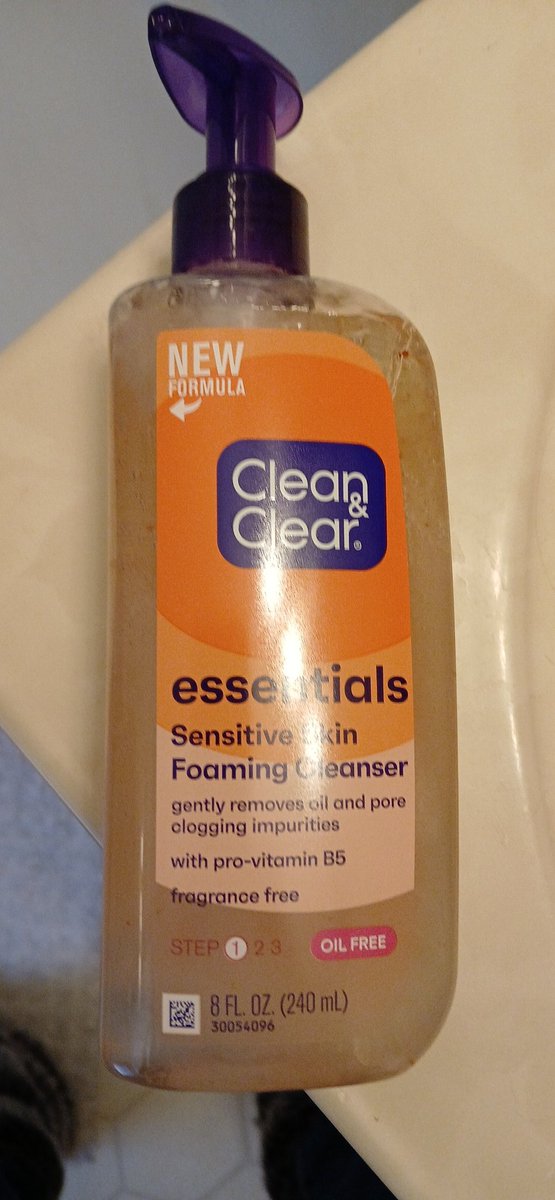 NEW
FORMULA
Clean
&
Clear®
essentials
Sensitive Skin
Foaming Cleanser
gently removes oil and pore
clogging impurities
with pro-vitamin B5
fragrance free
STEP 1 2 3
OIL FREE
8 FL. OZ. (240 mL)
30054096